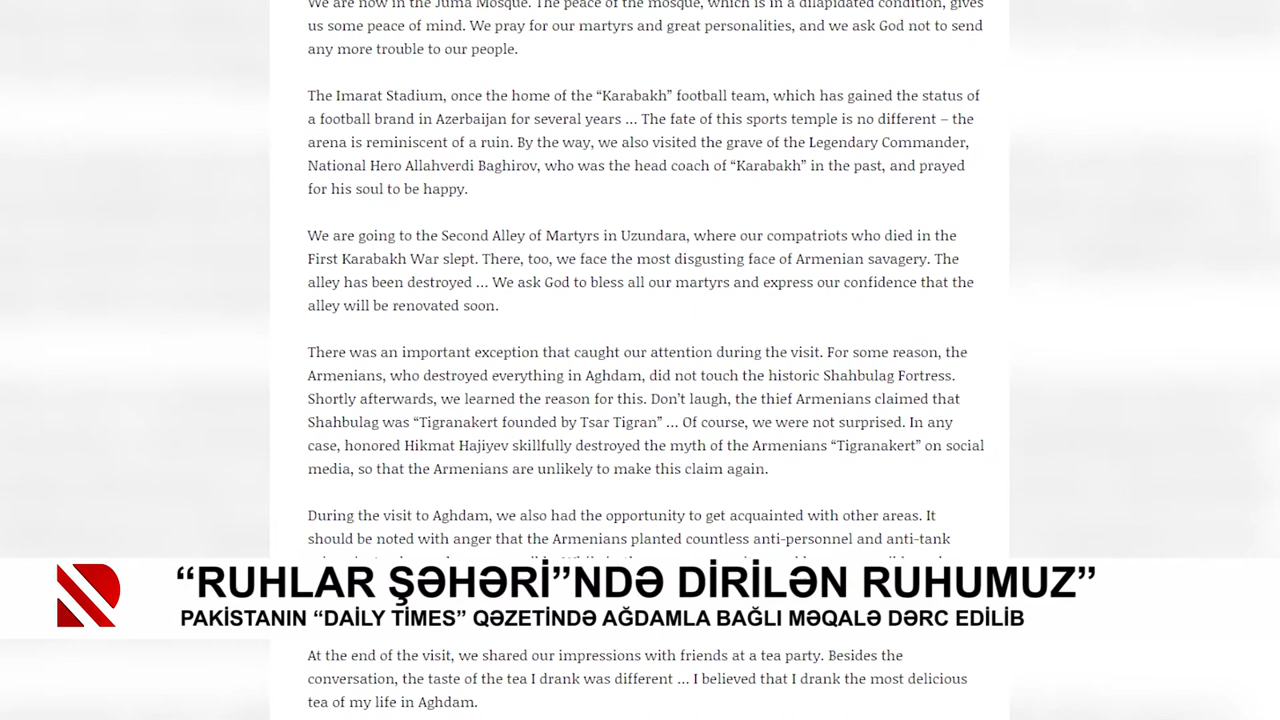 We are now in the Juma Mosque. The peace of the mosque, which is in a dilapidated condition, gives
us some peace of mind. We pray for our martyrs and great personalities, and we ask God not to send
any more trouble to our people.
The Imarat Stadium, once the home of the “Karabakh” football team, which has gained the status of
a football brand in Azerbaijan for several years ... The fate of this sports temple is no different – the
arena is reminiscent of a ruin. By the way, we also visited the grave of the Legendary Commander,
National Hero Allahverdi Baghirov, who was the head coach of “Karabakh” in the past, and prayed
for his soul to be happy.
We are going to the Second Alley of Martyrs in Uzundara, where our compatriots who died in the
First Karabakh War slept. There, too, we face the most disgusting face of Armenian savagery. The
alley has been destroyed ... We ask God to bless all our martyrs and express our confidence that the
alley will be renovated soon.
There was an important exception that caught our attention during the visit. For some reason, the
Armenians, who destroyed everything in Aghdam, did not touch the historic Shahbulag Fortress.
Shortly afterwards, we learned the reason for this. Don’t laugh, the thief Armenians claimed that
Shahbulag was “Tigranakert founded by Tsar Tigran” ... Of course, we were not surprised. In any
case, honored Hikmat Hajiyev skillfully destroyed the myth of the Armenians “Tigranakert” on social
media, so that the Armenians are unlikely to make this claim again.
During the visit to Aghdam, we also had the opportunity to get acquainted with other areas. It
should be noted with anger that the Armenians planted countless anti-personnel and anti-tank
“RUHLAR ŞƏHƏRİ”NDƏ DİRİLƏN RUHUMUZ”
PAKİSTANIN “DAILY TİMES” QƏZETİNDƏ AĞDAMLA BAĞLI MƏQALƏ DƏRC EDİLİB
At the end of the visit, we shared our impressions with friends at a tea party. Besides the
conversation, the taste of the tea I drank was different ... I believed that I drank the most delicious
tea of my life in Aghdam.